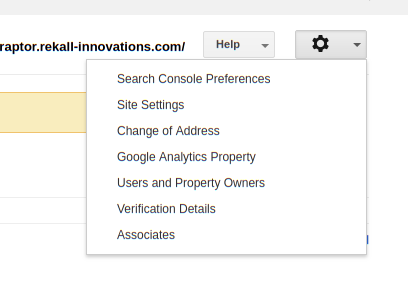 raptor.rekall-innovations.com/ Help
Search Console Preferences
Site Settings
Change of Address
Google Analytics Property
Users and Property Owners
Verification Details
Associates